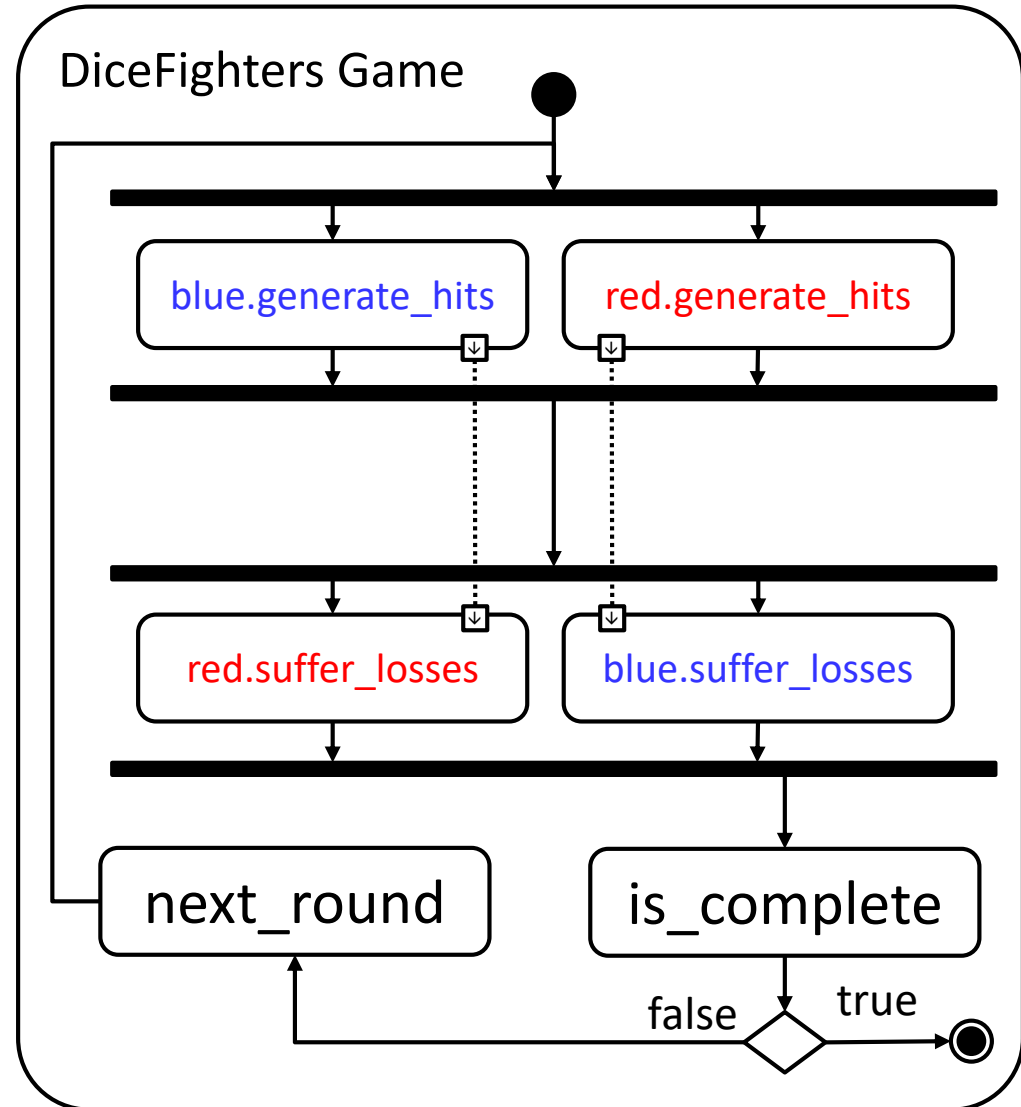 DiceFighters Game
blue.generate_hits
red.generate_hits
red.suffer_losses
blue.suffer_losses
next_round
is_complete
false
true